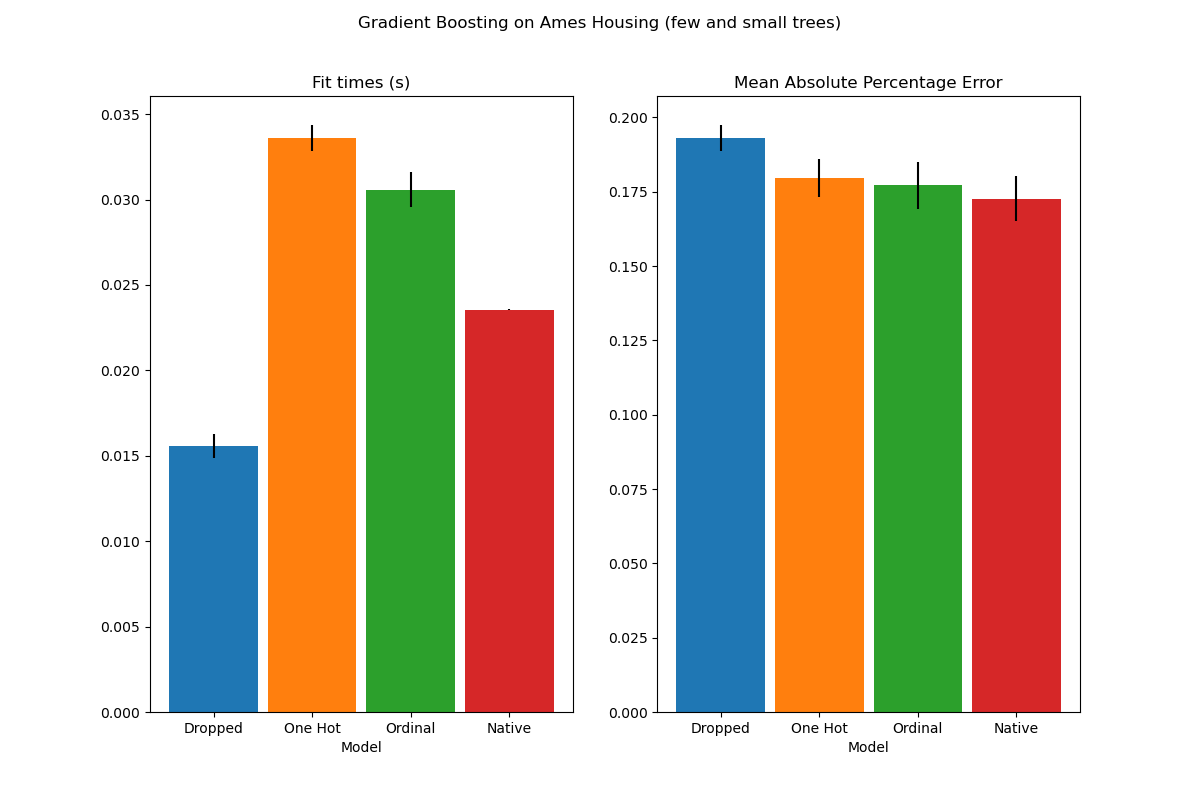 Gradient Boosting on Ames Housing (few and small trees)
Fit times (s)
0.035
0.030
0.025
0.020
0.015
0.010
0.005
0.000
Dropped One Hot Ordinal Native
Model
Mean Absolute Percentage Error
0.200
0.175
0.150
0.125
0.100
0.075
0.050
0.025
0.000
Dropped One Hot Ordinal Native
Model